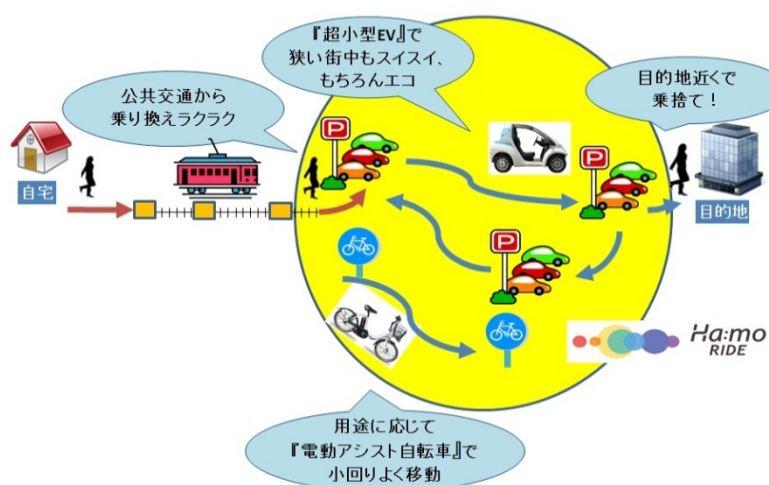 『超小型EV』で
狭い街中もスイスイ、
もちろんエコ
目的地近くで
乗捨て！
公共交通から
乗り換えラクラク
P
P
自宅
目的地
P
Ha:mo
RIDE
用途に応じて
『電動アシスト自転車』で
小回りよく移動